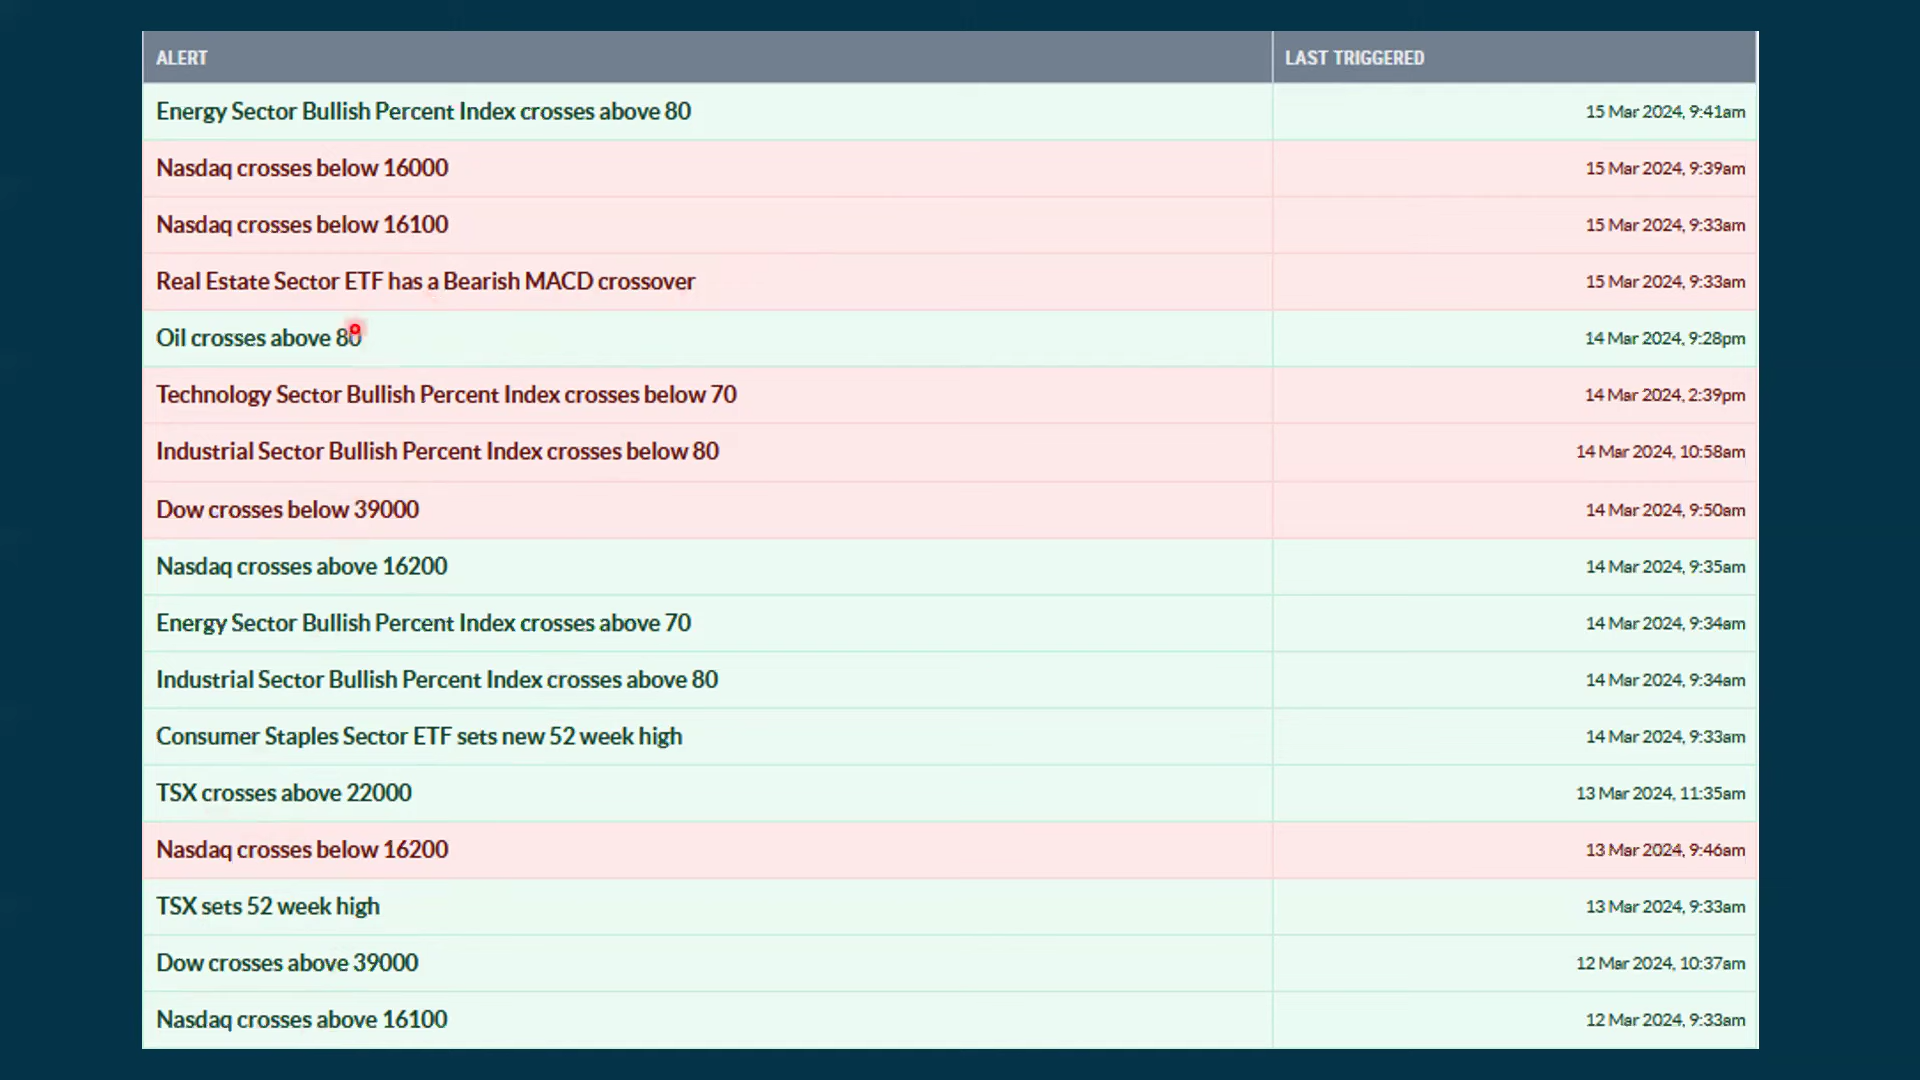 ALERT LAST TRIGGERED
Energy Sector Bullish Percent Index crosses above 80 15 Mar 2024, 9:41am
Nasdaq crosses below 16000 15 Mar 2024, 9:39am
Nasdaq crosses below 16100 15 Mar 2024, 9:33am
Real Estate Sector ETF has a Bearish MACD crossover 15 Mar 2024, 9:33am
Oil crosses above 80 14 Mar 2024, 9:28pm
Technology Sector Bullish Percent Index crosses below 70 14 Mar 2024, 2:39pm
Industrial Sector Bullish Percent Index crosses below 80 14 Mar 2024, 10:58am
Dow crosses below 39000 14 Mar 2024, 9:50am
Nasdaq crosses above 16200 14 Mar 2024, 9:35am
Energy Sector Bullish Percent Index crosses above 70 14 Mar 2024, 9:34am
Industrial Sector Bullish Percent Index crosses above 80 14 Mar 2024, 9:34am
Consumer Staples Sector ETF sets new 52 week high 14 Mar 2024, 9:33am
TSX crosses above 22000 13 Mar 2024, 11:35am
Nasdaq crosses below 16200 13 Mar 2024, 9:46am
TSX sets 52 week high 13 Mar 2024, 9:33am
Dow crosses above 39000 12 Mar 2024, 10:37am
Nasdaq crosses above 16100 12 Mar 2024, 9:33am